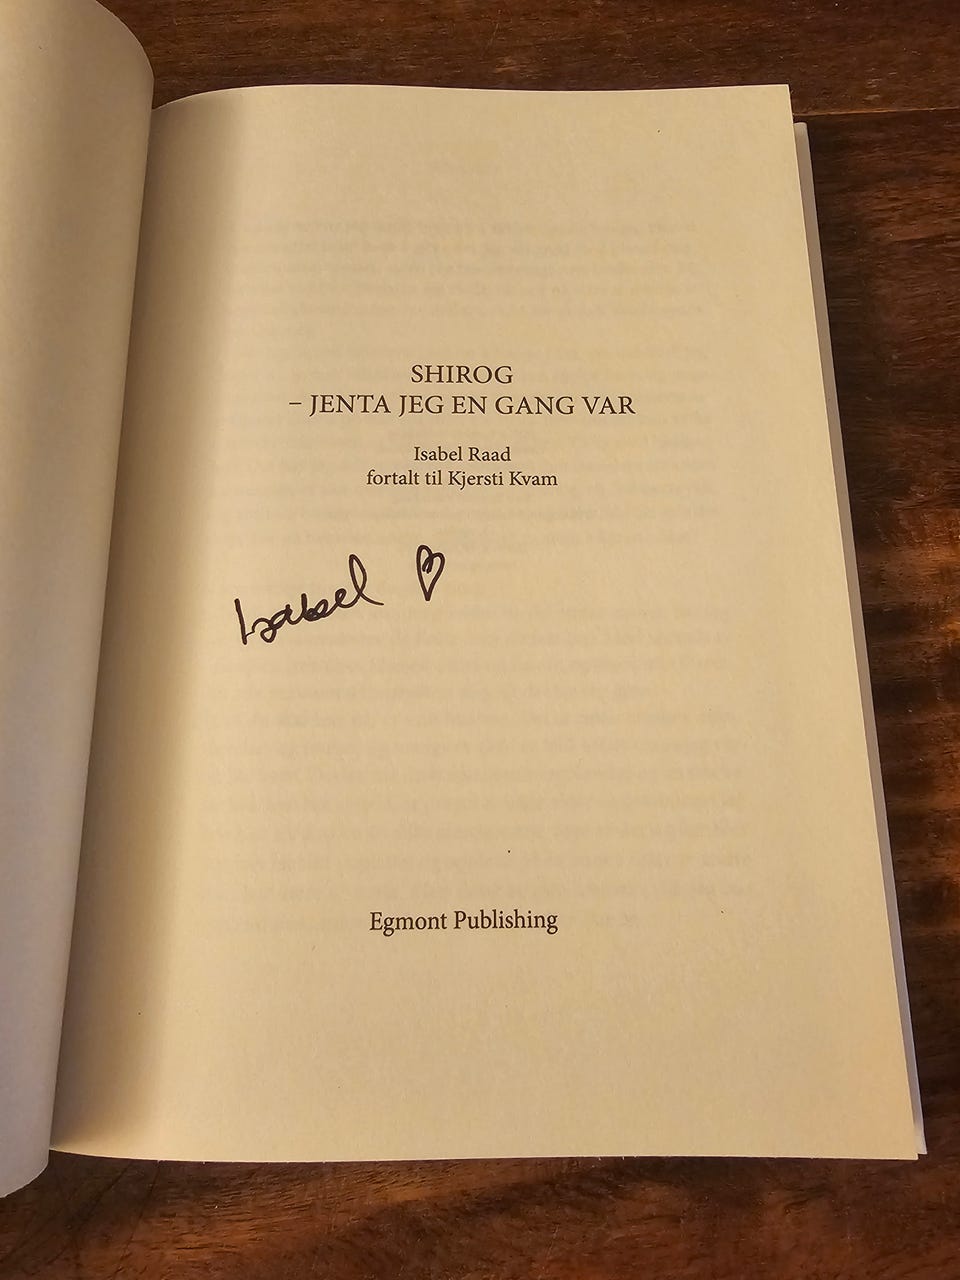 SHIROG
– JENTA JEG EN GANG VAR
Isabel Raad
fortalt til Kjersti Kvam
Isabel
Egmont Publishing